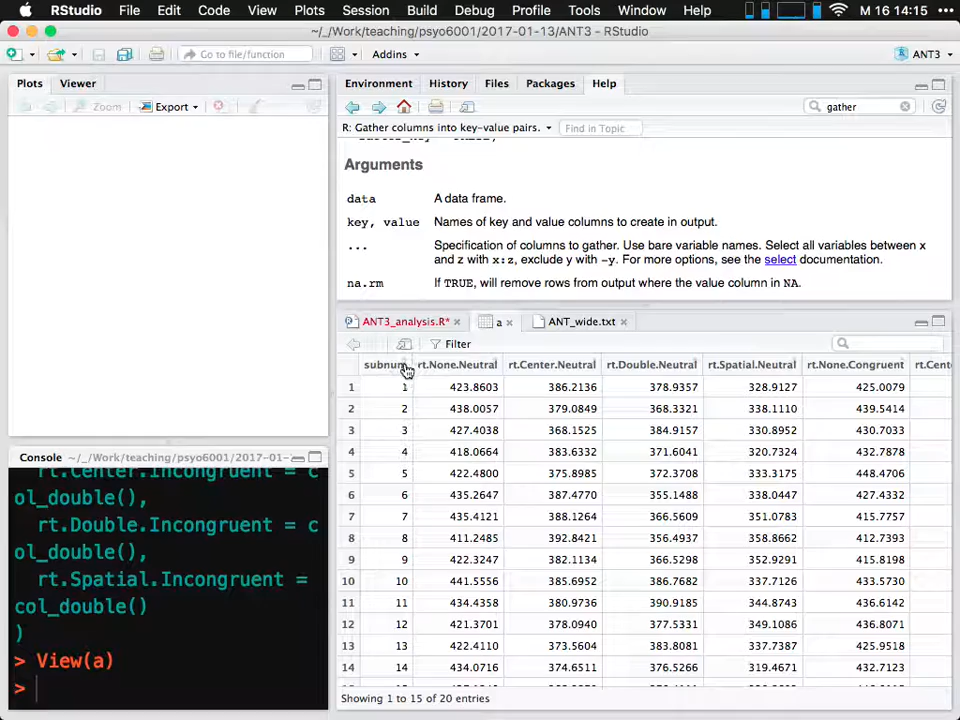 RStudio File Edit Code View Plots Session Build Debug Profile Tools Window Help M 16 14:15
~/_/Work/teaching/psyo6001/2017-01-13/ANT3 - RStudio
Go to file/function Addins ANT3
Plots Viewer
Zoom Export
Environment History Files Packages Help
gather
R: Gather columns into key-value pairs. Find in Topic
Arguments
data A data frame.
key, value Names of key and value columns to create in output.
... Specification of columns to gather. Use bare variable names. Select all variables between x
and z with x:z, exclude y with -y. For more options, see the select documentation.
na.rm If TRUE, will remove rows from output where the value column in NA.
ANT3_analysis.R* a ANT_wide.txt
Filter
subnum rt.None.Neutral rt.Center.Neutral rt.Double.Neutral rt.Spatial.Neutral rt.None.Congruent rt.Cent
1 1 423.8603 386.2136 378.9357 328.9127 425.0079
2 2 438.0057 379.0849 368.3321 338.1110 439.5414
3 3 427.4038 368.1525 384.9157 330.8952 430.7033
4 4 418.0664 383.6332 371.6041 320.7324 432.7878
5 5 422.4800 375.8985 372.3708 333.3175 448.4706
6 6 435.2647 387.4770 355.1488 338.0447 427.4332
7 7 435.4121 388.1264 366.5609 351.0783 415.7757
8 8 411.2485 392.8421 356.4937 358.8662 412.7393
9 9 422.3247 382.1134 366.5298 352.9291 415.8198
10 10 441.5556 385.6952 386.7682 337.7126 433.5730
11 11 434.4358 380.9736 390.9185 344.8743 436.6142
12 12 421.3701 378.0940 337.5331 349.1086 436.8071
13 13 422.4110 373.5604 383.8081 337.7387 425.9518
14 14 434.0716 374.6511 376.5266 319.4671 432.7123
Showing 1 to 15 of 20 entries
Console ~/_/Work/teaching/psyo6001/2017-01-
rt.Center.Incongruent = c
ol_double(),
rt.Double.Incongruent = c
ol_double(),
rt.Spatial.Incongruent =
col_double()
)
> View(a)
>